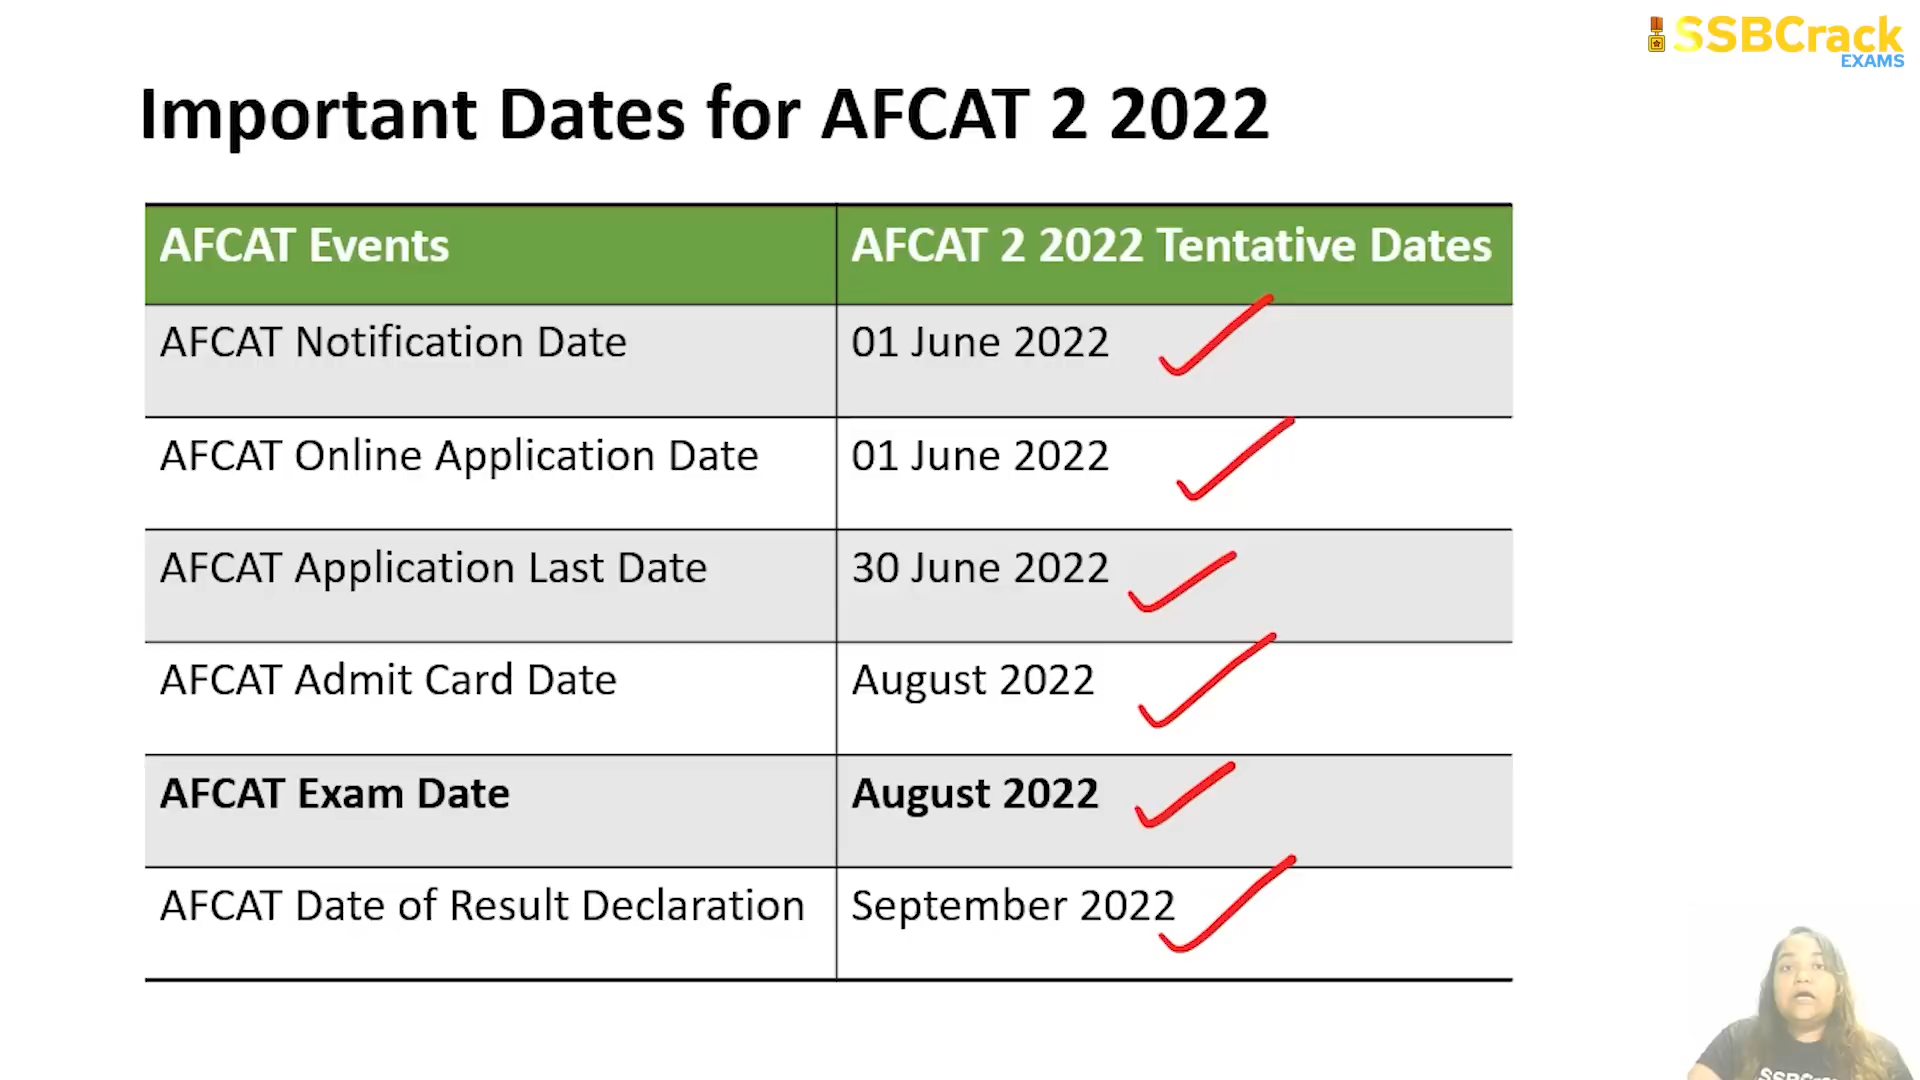 SSBCrack
EXAMS
Important Dates for AFCAT 2 2022
AFCAT Events
AFCAT 2 2022 Tentative Dates
AFCAT Notification Date
01 June 2022
AFCAT Online Application Date
01 June 2022
AFCAT Application Last Date
30 June 2022
AFCAT Admit Card Date
August 2022
AFCAT Exam Date
August 2022
AFCAT Date of Result Declaration
September 2022